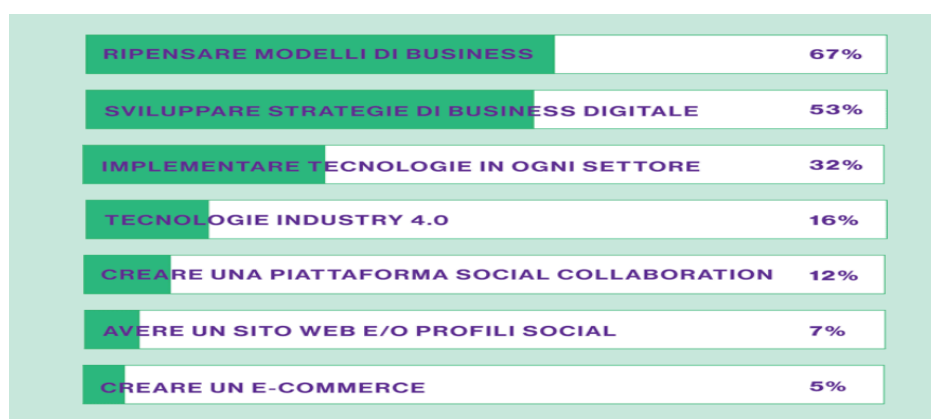 RIPENSARE MODELLI DI BUSINESS 67%
SVILUPPARE STRATEGIE DI BUSINESS DIGITALE 53%
IMPLEMENTARE TECNOLOGIE IN OGNI SETTORE 32%
TECNOLOGIE INDUSTRY 4.0 16%
CREARE UNA PIATTAFORMA SOCIAL COLLABORATION 12%
AVERE UN SITO WEB E/O PROFILI SOCIAL 7%
CREARE UN E-COMMERCE 5%